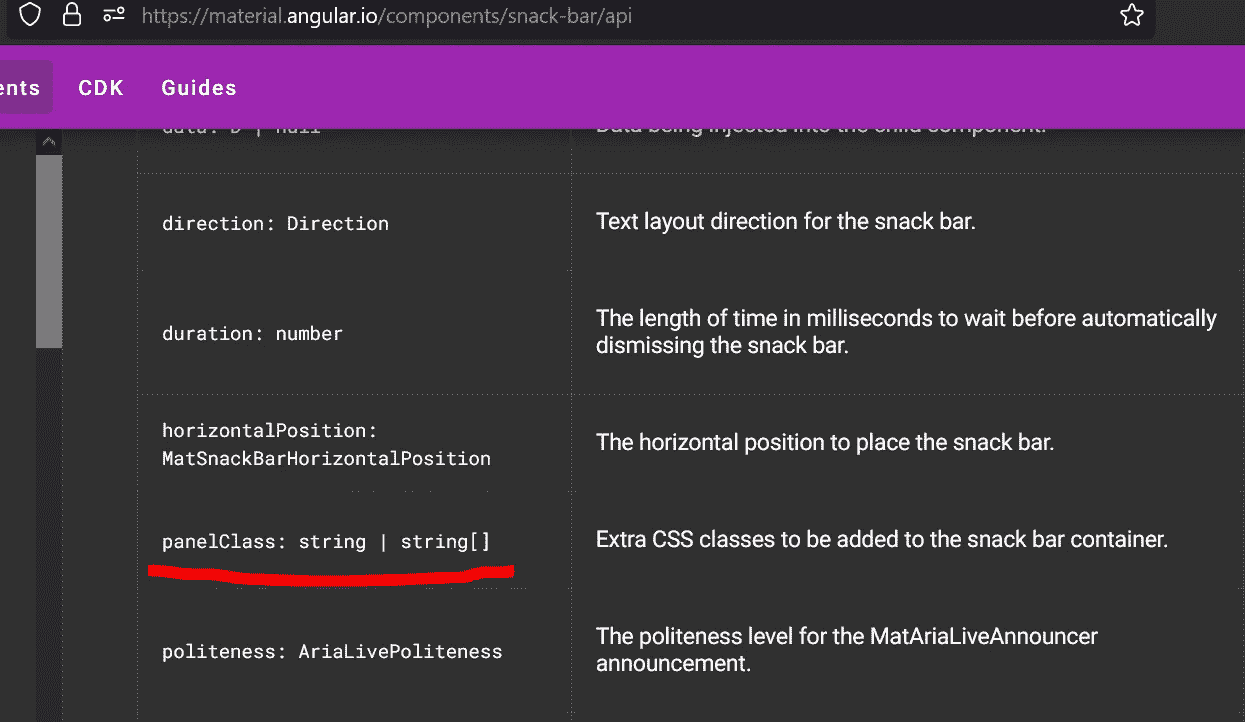 https://material.angular.io/components/snack-bar/api
ents CDK Guides
data: D | null Data being injected into the child component.
direction: Direction Text layout direction for the snack bar.
duration: number The length of time in milliseconds to wait before automatically
dismissing the snack bar.
horizontalPosition:
MatSnackBarHorizontalPosition The horizontal position to place the snack bar.
panelClass: string | string[] Extra CSS classes to be added to the snack bar container.
politeness: AriaLivePoliteness The politeness level for the MatAriaLiveAnnouncer
announcement.